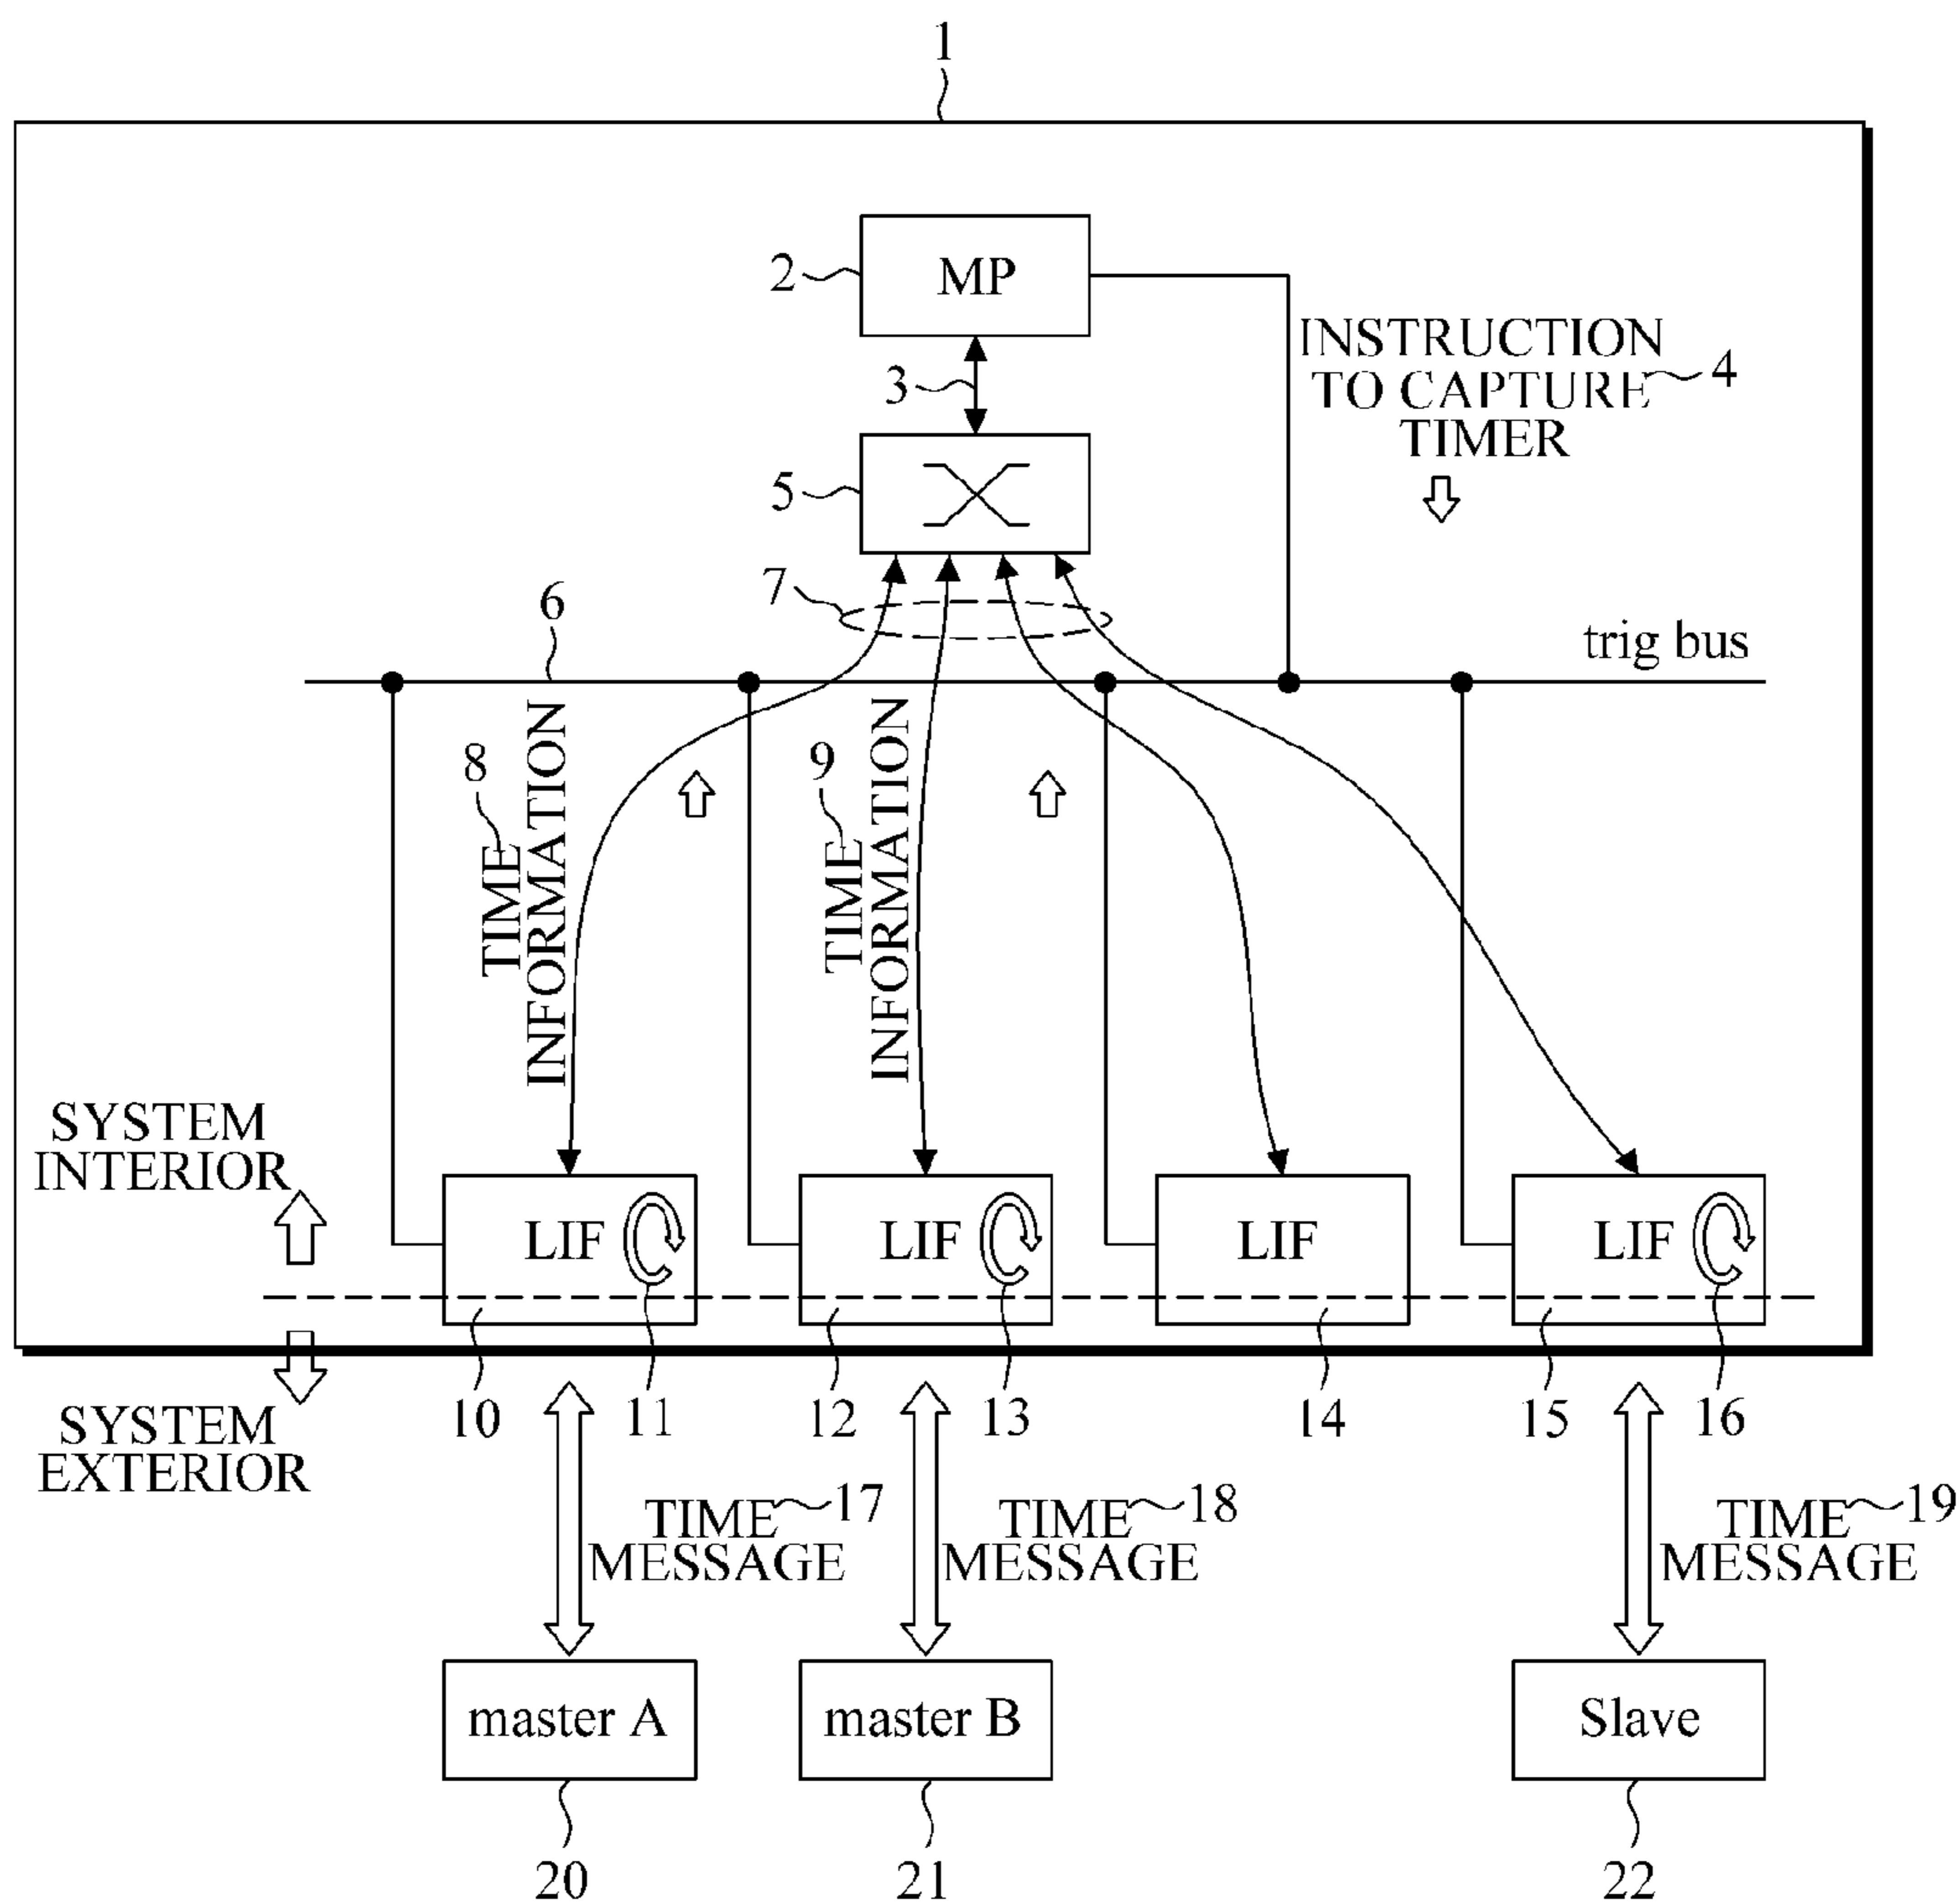 1
2
MP
3
INSTRUCTION
TO CAPTURE
TIMER
4
5
7
6
trig bus
8
TIME
INFORMATION
9
TIME
INFORMATION
SYSTEM
INTERIOR
LIF
LIF
LIF
LIF
SYSTEM
EXTERIOR
10
11
12
13
14
15
16
TIME
MESSAGE
17
TIME
MESSAGE
18
TIME
MESSAGE
19
master A
master B
Slave
20
21
22